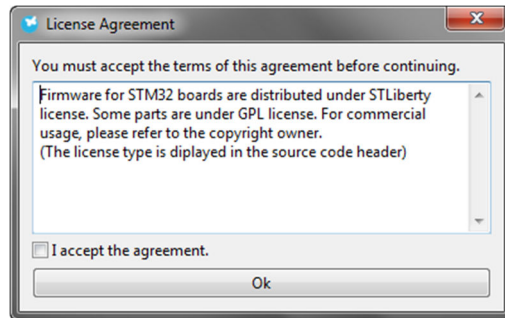 License Agreement
You must accept the terms of this agreement before continuing.
Firmware for STM32 boards are distributed under STLiberty
license. Some parts are under GPL license. For commercial
usage, please refer to the copyright owner.
(The license type is diplayed in the source code header)
I accept the agreement.
Ok